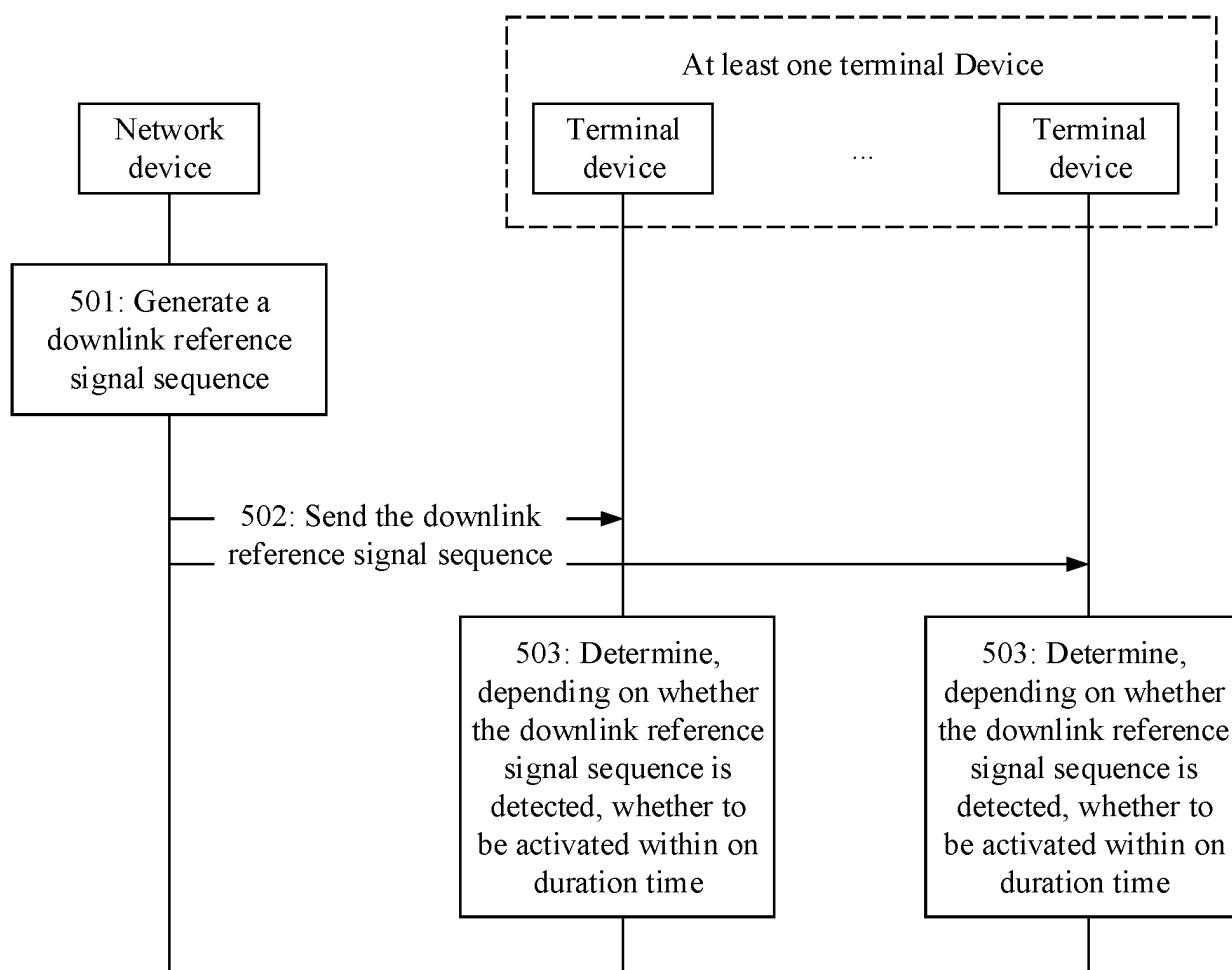 At least one terminal Device
Network
device
Terminal
device
...
Terminal
device
501: Generate a
downlink reference
signal sequence
502: Send the downlink
reference signal sequence
503: Determine,
depending on whether
the downlink reference
signal sequence is
detected, whether to
be activated within on
duration time
503: Determine,
depending on whether
the downlink reference
signal sequence is
detected, whether to
be activated within on
duration time